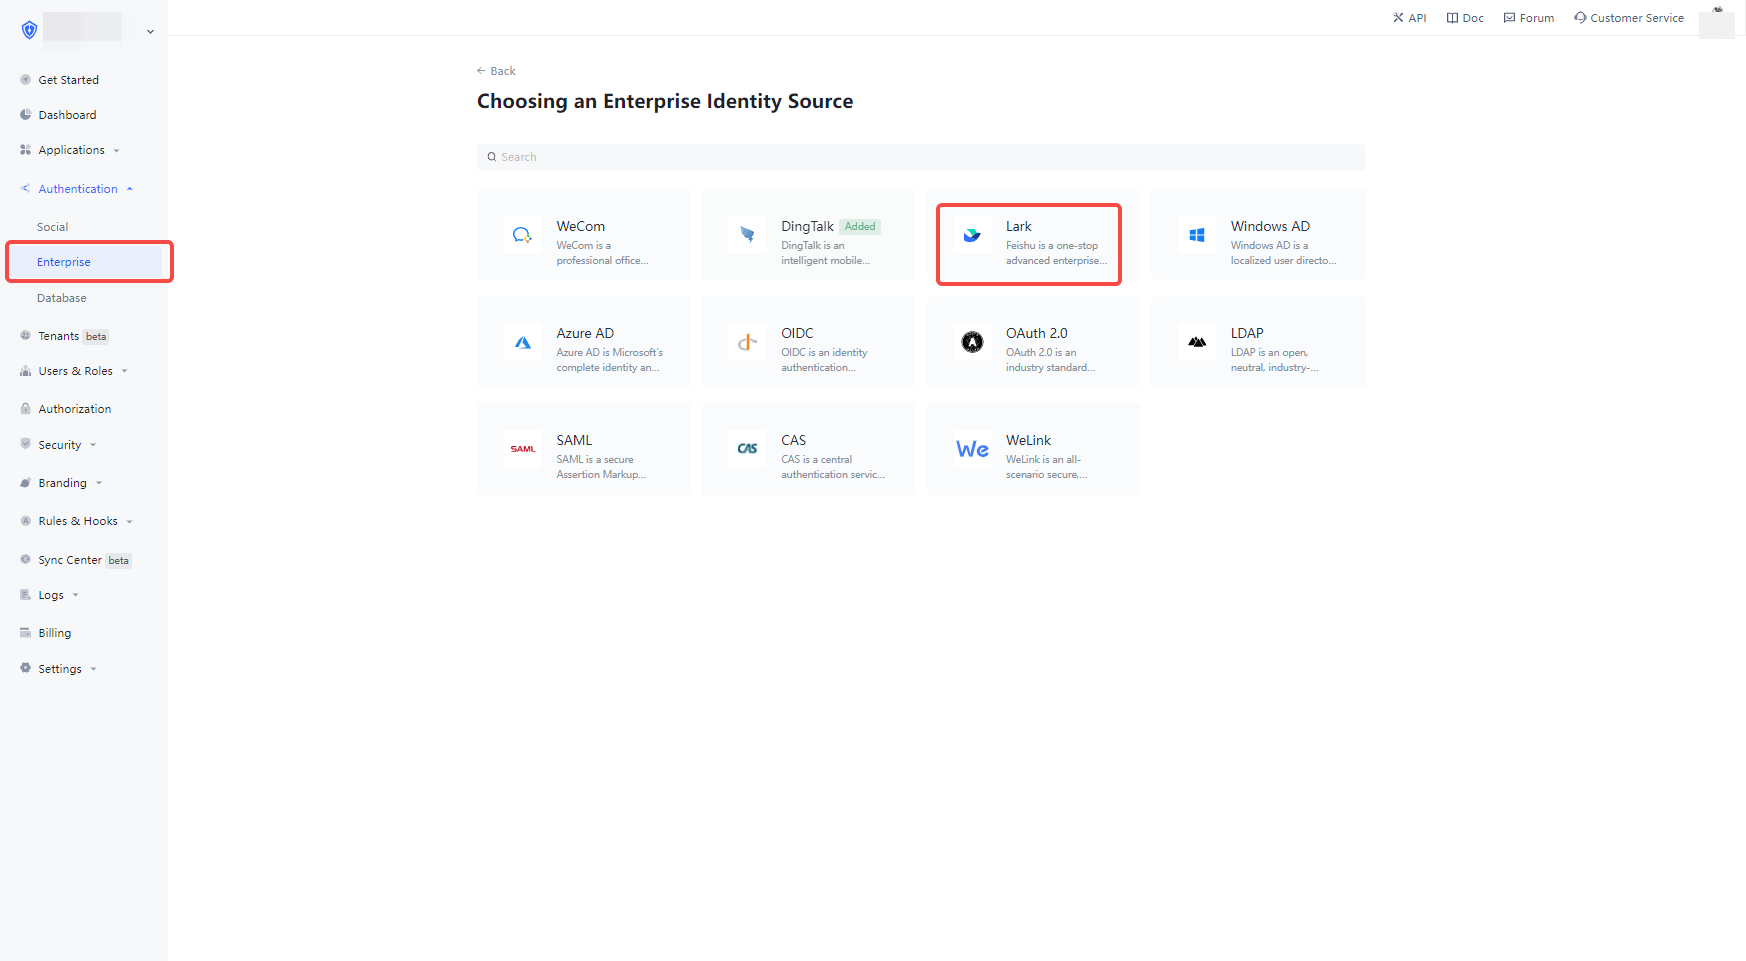 API
Doc
Forum
Customer Service
Get Started
Dashboard
Applications
Authentication
Social
Enterprise
Database
Tenants beta
Users & Roles
Authorization
Security
Branding
Rules & Hooks
Sync Center beta
Logs
Billing
Settings
Back
Choosing an Enterprise Identity Source
Search
WeCom
WeCom is a
professional office...
DingTalk Added
DingTalk is an
intelligent mobile...
Lark
Feishu is a one-stop
advanced enterprise...
Windows AD
Windows AD is a
localized user directo...
Azure AD
Azure AD is Microsoft's
complete identity an...
OIDC
OIDC is an identity
authentication...
OAuth 2.0
OAuth 2.0 is an
industry standard...
LDAP
LDAP is an open,
neutral, industry-...
SAML
SAML
SAML is a secure
Assertion Markup...
CAS
CAS
CAS is a central
authentication servic...
We
WeLink
WeLink is an all-
scenario secure,...